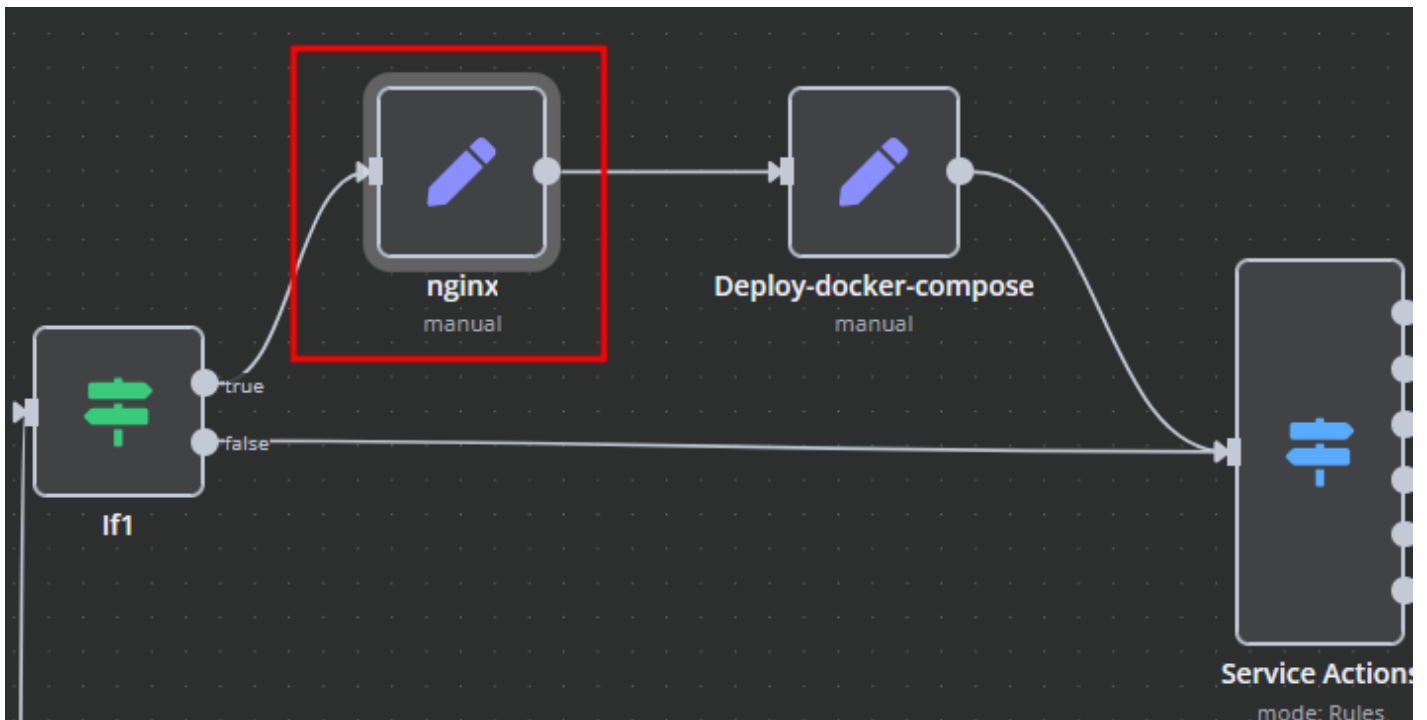 nginx
manual
Deploy-docker-compose
manual
true
false
If1
Service Actions
mode: Rules